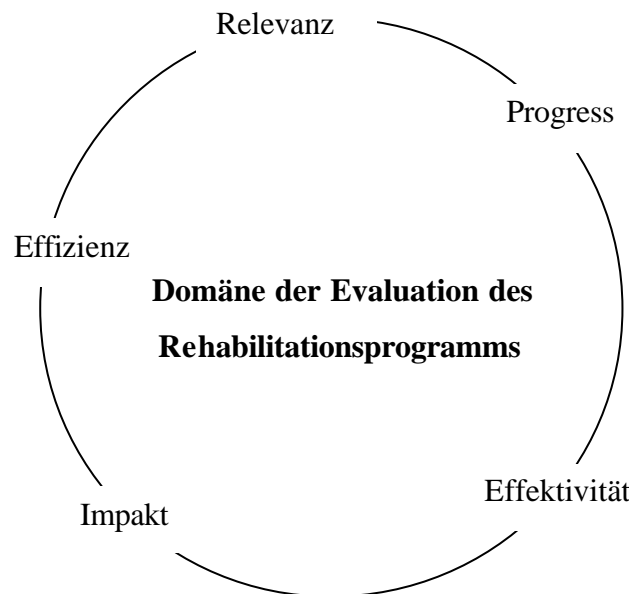 Relevanz
Progress
Effizienz
Domäne der Evaluation des
Rehabilitationsprogramms
Effektivität
Impakt